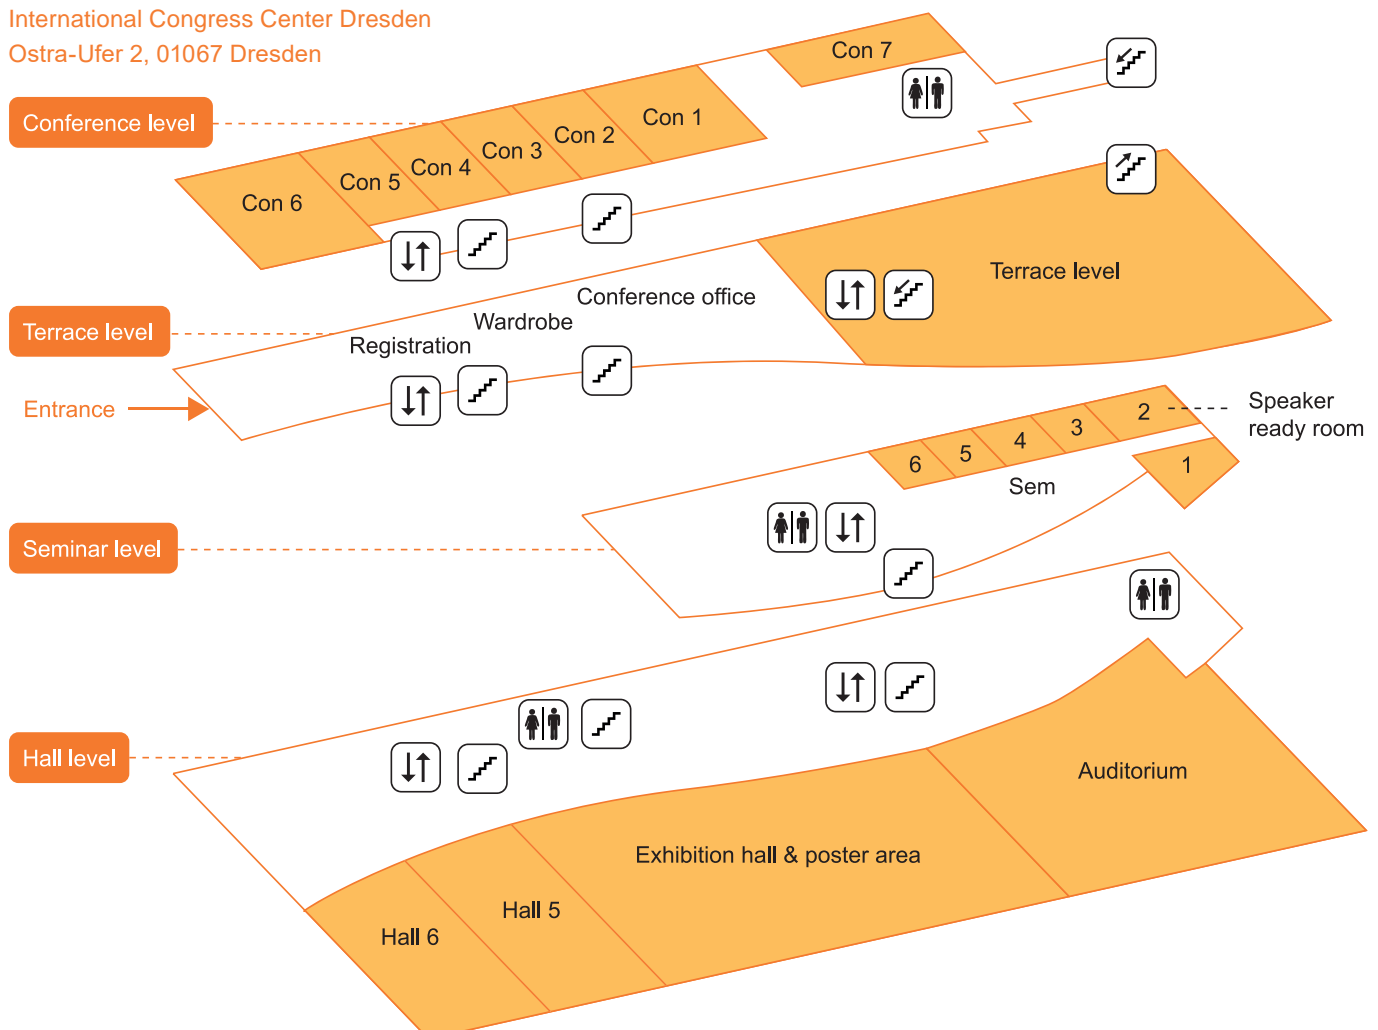 International Congress Center Dresden
Ostra-Ufer 2, 01067 Dresden
Conference level
Con 7
Con 1
Con 2
Con 3
Con 4
Con 5
Con 6
Terrace level
Terrace level
Conference office
Wardrobe
Registration
Entrance
Speaker
ready room
2
3
4
5
6
1
Sem
Seminar level
Hall level
Auditorium
Exhibition hall & poster area
Hall 5
Hall 6